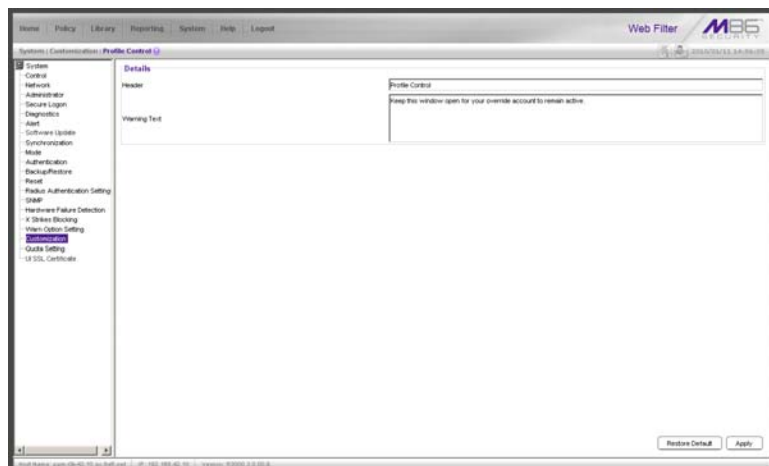 Home Policy Library Reporting System Help Logout
Web Filter
M86 SECURITY
System : Customization : Profile Control
System
Control
Network
Administrator
Secure Logon
Diagnostics
Alert
Software Update
Synchronization
Mode
Authentication
Backup/Restore
Reset
Radius Authentication Setting
SNMP
Hardware Failure Detection
X Strikes Blocking
Warn Option Setting
Customization
Quota Setting
UI SSL Certificate
Details
Header
Profile Control
Warning Text
Keep this window open for your override account to remain active.
Restore Default
Apply